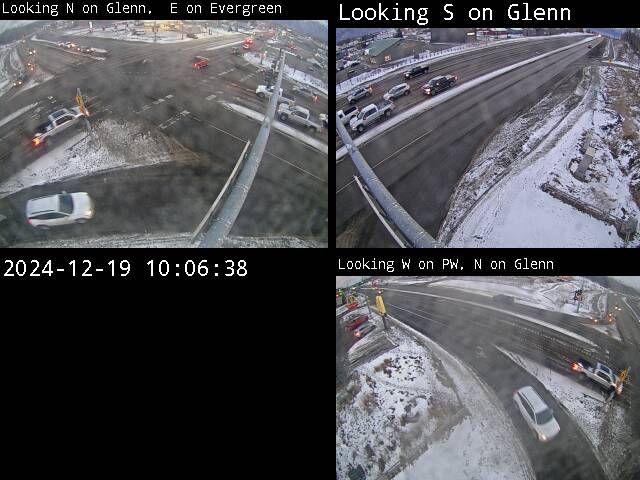 Looking N on Glenn,  E on Evergreen
Looking S on Glenn
2024-12-19 10:06:38
Looking W on PW, N on Glenn